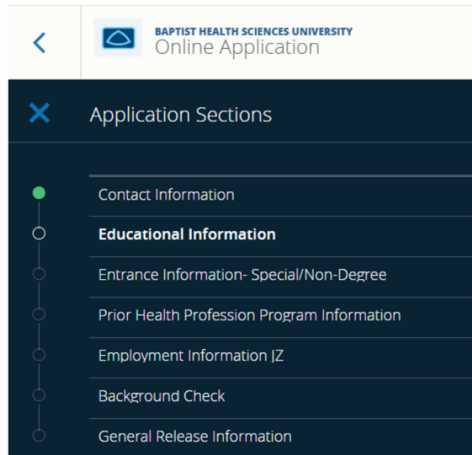 BAPTIST HEALTH SCIENCES UNIVERSITY
Online Application
Application Sections
Contact Information
Educational Information
Entrance Information- Special/Non-Degree
Prior Health Profession Program Information
Employment Information JZ
Background Check
General Release Information